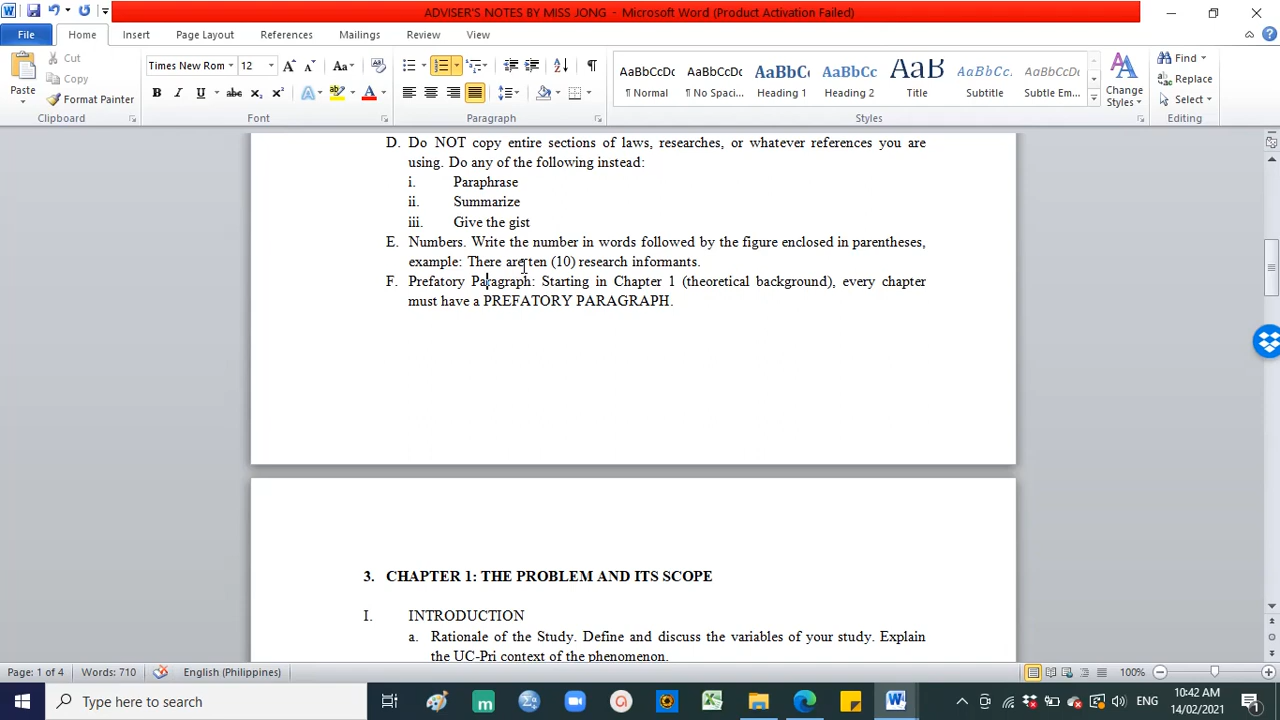 ADVISER'S NOTES BY MISS JONG - Microsoft Word (Product Activation Failed)
File Home Insert Page Layout References Mailings Review View
Paste
Cut
Copy
Format Painter
Clipboard
Times New Rom 12
Font
Paragraph
AaBbCcDc AaBbCcDc AaBbCc AaBbCc AaB AaBbCc. AaBbCcDc
¶ Normal ¶ No Spaci... Heading 1 Heading 2 Title Subtitle Subtle Em...
Change Styles
Styles
Find
Replace
Select
Editing
D. Do NOT copy entire sections of laws, researches, or whatever references you are
using. Do any of the following instead:
i. Paraphrase
ii. Summarize
iii. Give the gist
E. Numbers. Write the number in words followed by the figure enclosed in parentheses,
example: There are ten (10) research informants.
F. Prefatory Paragraph: Starting in Chapter 1 (theoretical background), every chapter
must have a PREFATORY PARAGRAPH.
3. CHAPTER 1: THE PROBLEM AND ITS SCOPE
I. INTRODUCTION
a. Rationale of the Study. Define and discuss the variables of your study. Explain
the UC-Pri context of the phenomenon.
Page: 1 of 4 Words: 710 English (Philippines) 100%
Type here to search
ENG
10:42 AM
14/02/2021